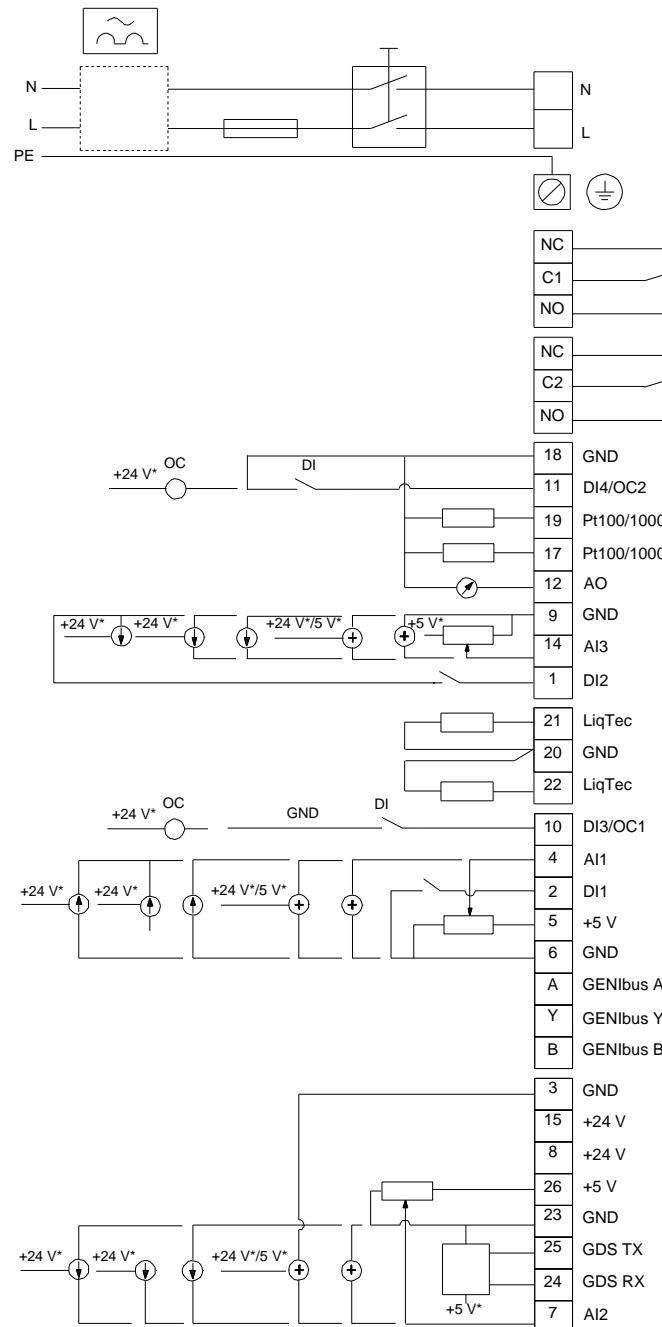 N N
L L
PE
NC
C1
NO
NC
C2
NO
18 GND
+24 V* OC DI 11 DI4/OC2
19 Pt100/1000
17 Pt100/1000
12 AO
9 GND
+24 V* +24 V* +24 V*/5 V* +5 V*
14 AI3
1 DI2
21 LiqTec
20 GND
22 LiqTec
+24 V* OC GND DI 10 DI3/OC1
4 AI1
+24 V* +24 V* +24 V*/5 V* 2 DI1
5 +5 V
6 GND
A GENIbus A
Y GENIbus Y
B GENIbus B
3 GND
15 +24 V
8 +24 V
26 +5 V
23 GND
+24 V* +24 V* +24 V*/5 V* 25 GDS TX
24 GDS RX
+5 V* 7 AI2